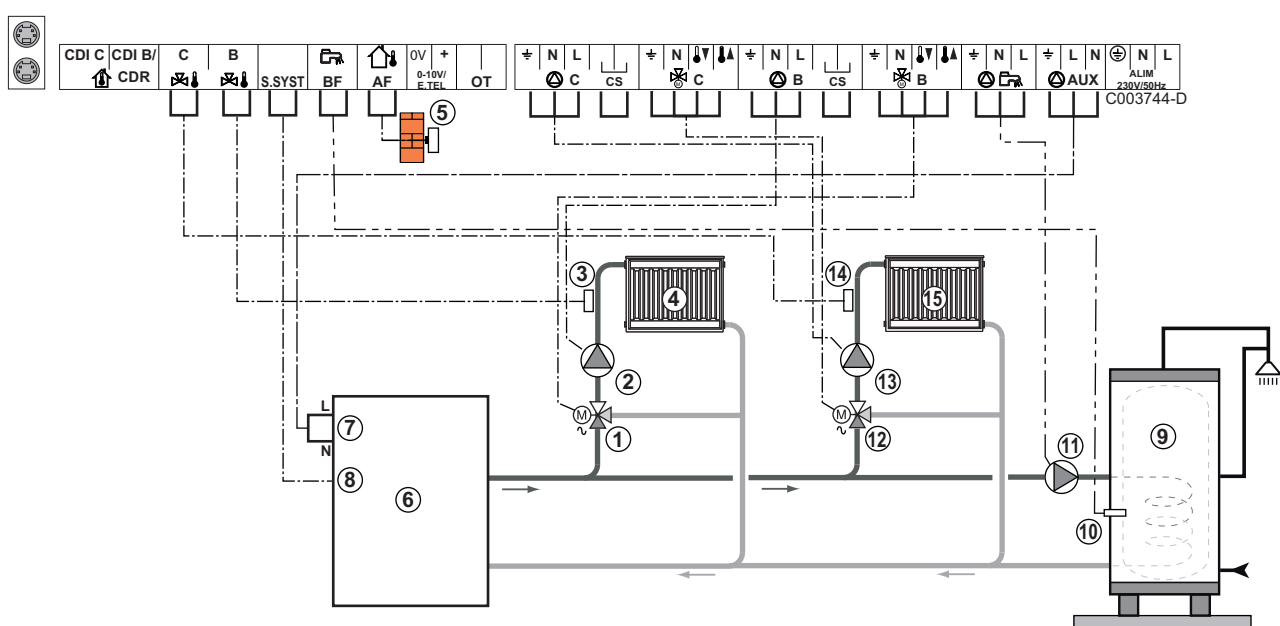 CDI C CDI B/ C B 0V +
CDR S.SYST BF AF 0-10V/ E.TEL OT
N L N N L N N L L N N L
C CS C B CS B AUX ALIM 230V/50Hz
C003744-D
5
3
4
14
15
2
13
L
7
N
M
1
M
12
11
9
8
6
10